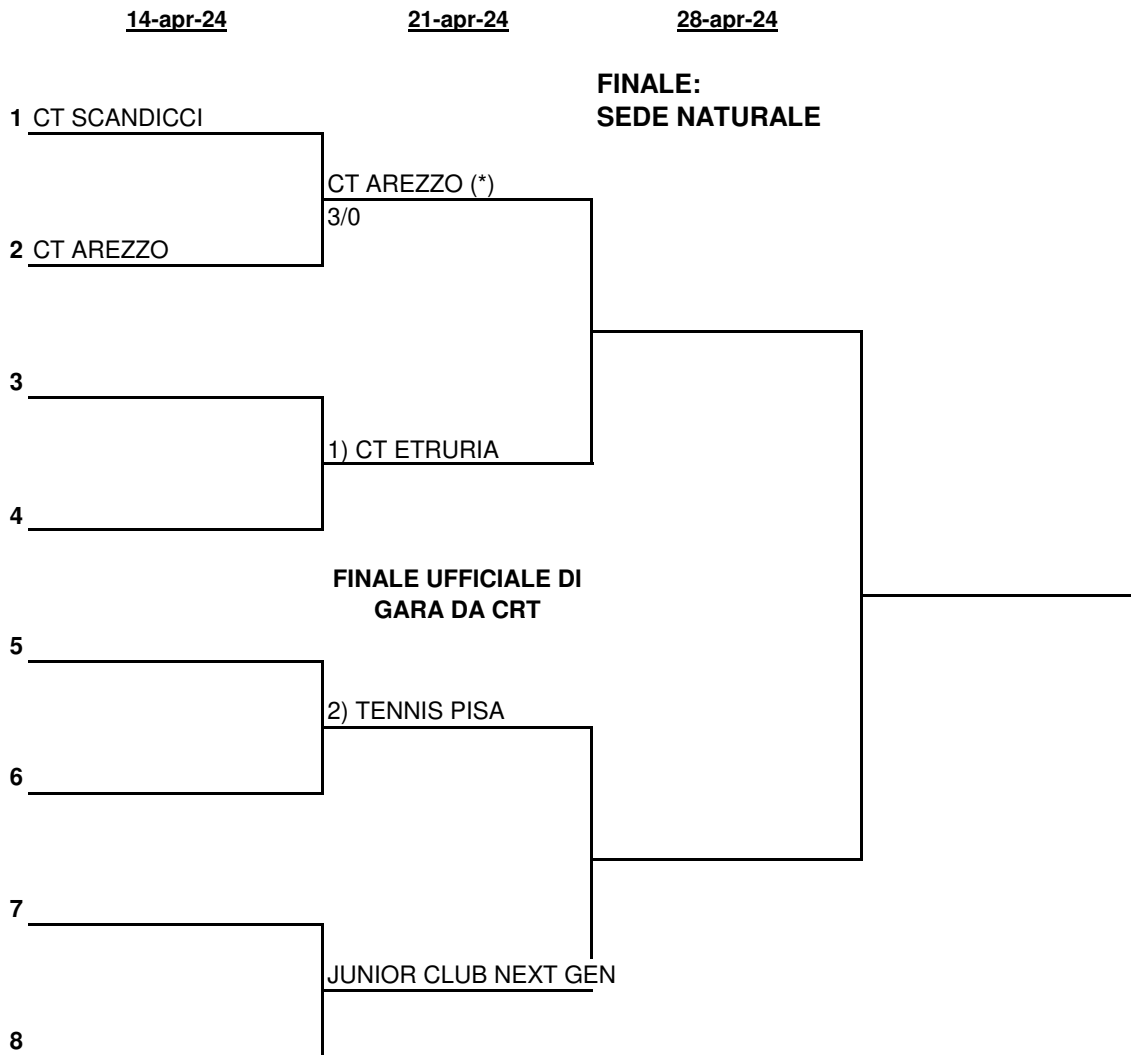 14-apr-24 21-apr-24 28-apr-24
FINALE:
SEDE NATURALE
1 CT SCANDICCI
CT AREZZO (*)
3/0
2 CT AREZZO
3
1) CT ETRURIA
4
FINALE UFFICIALE DI
GARA DA CRT
5
2) TENNIS PISA
6
7
JUNIOR CLUB NEXT GEN
8